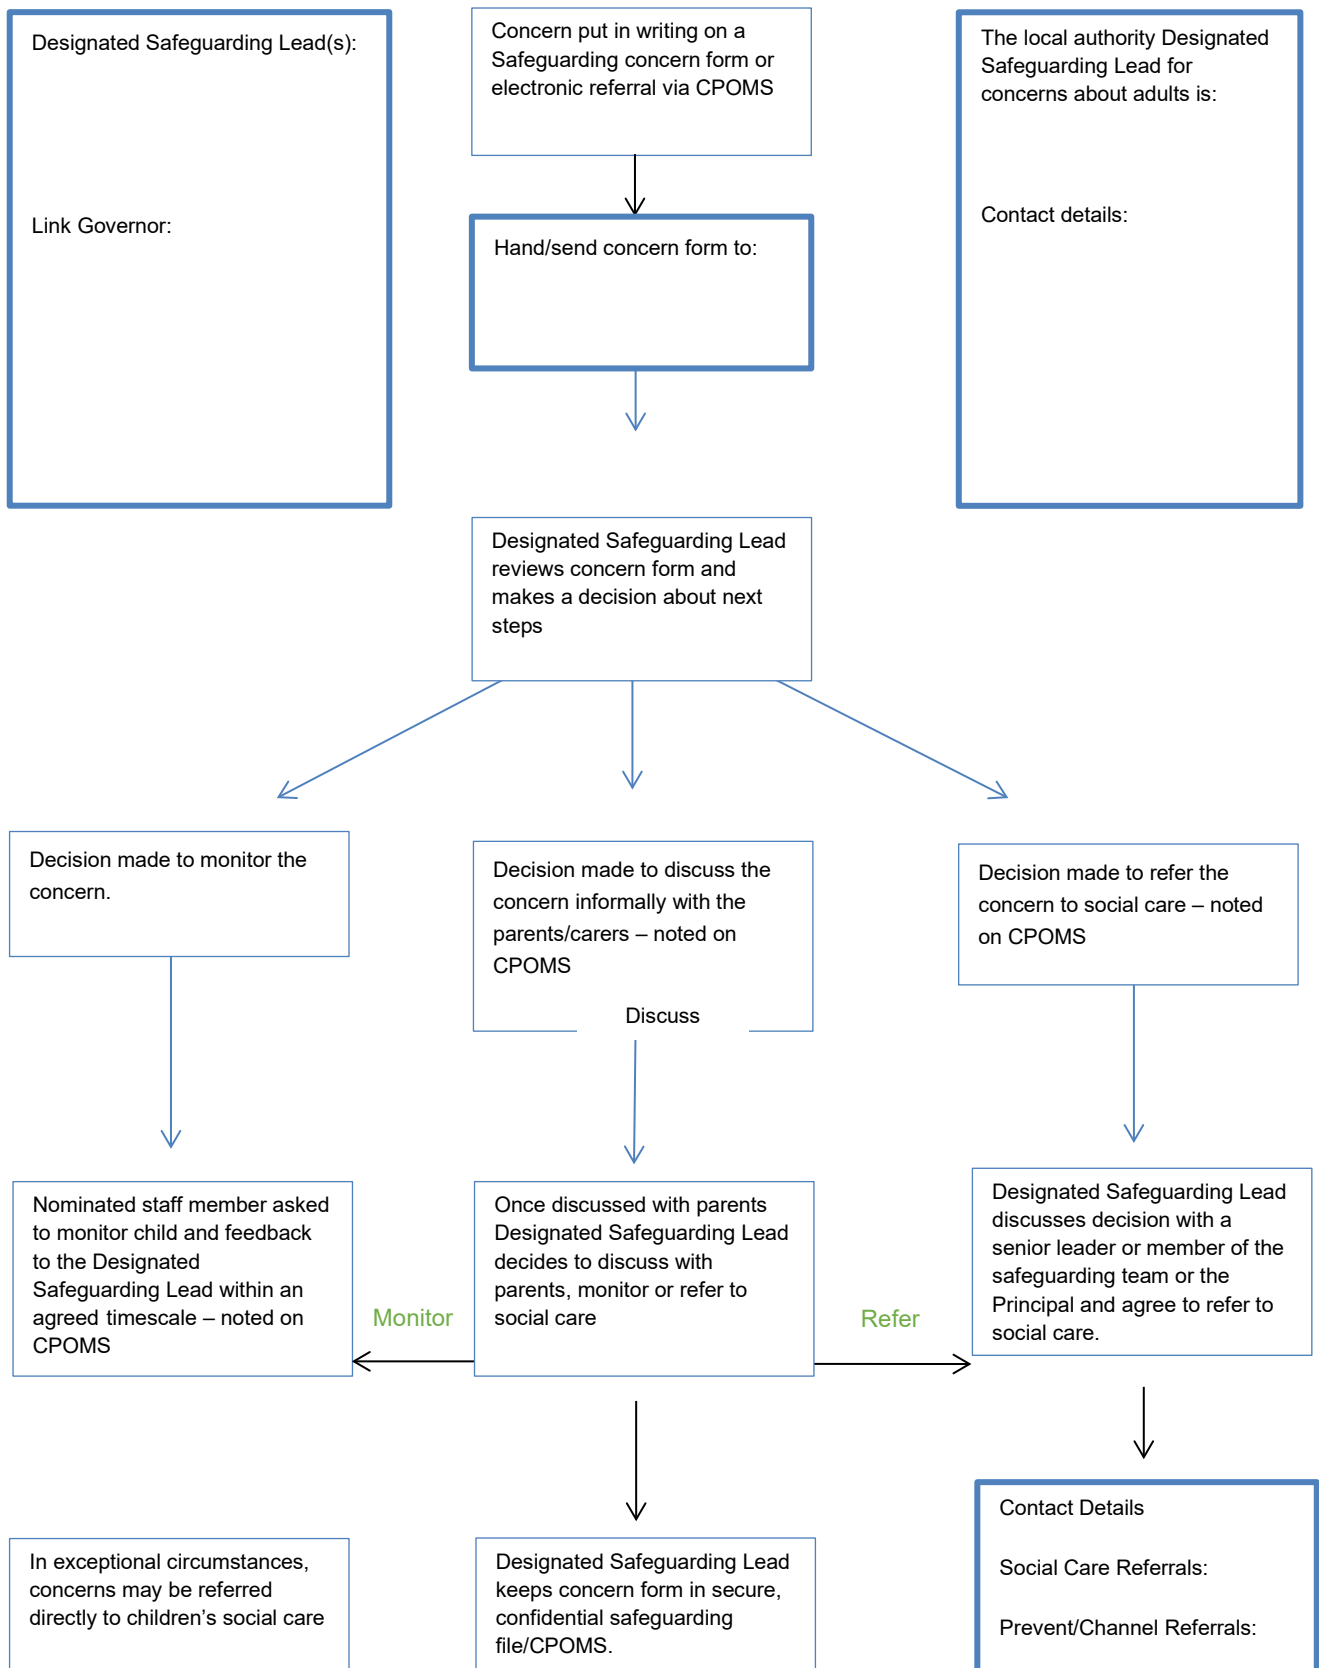 Designated Safeguarding Lead(s):
Link Governor:
Concern put in writing on a
Safeguarding concern form or
electronic referral via CPOMS
The local authority Designated
Safeguarding Lead for
concerns about adults is:
Contact details:
Hand/send concern form to:
Designated Safeguarding Lead
reviews concern form and
makes a decision about next
steps
Decision made to monitor the
concern.
Decision made to discuss the
concern informally with the
parents/carers – noted on
CPOMS
Discuss
Decision made to refer the
concern to social care – noted
on CPOMS
Nominated staff member asked
to monitor child and feedback
to the Designated
Safeguarding Lead within an
agreed timescale – noted on
CPOMS
Monitor
Once discussed with parents
Designated Safeguarding Lead
decides to discuss with
parents, monitor or refer to
social care
Refer
Designated Safeguarding Lead
discusses decision with a
senior leader or member of the
safeguarding team or the
Principal and agree to refer to
social care.
In exceptional circumstances,
concerns may be referred
directly to children’s social care
Designated Safeguarding Lead
keeps concern form in secure,
confidential safeguarding
file/CPOMS.
Contact Details
Social Care Referrals:
Prevent/Channel Referrals: